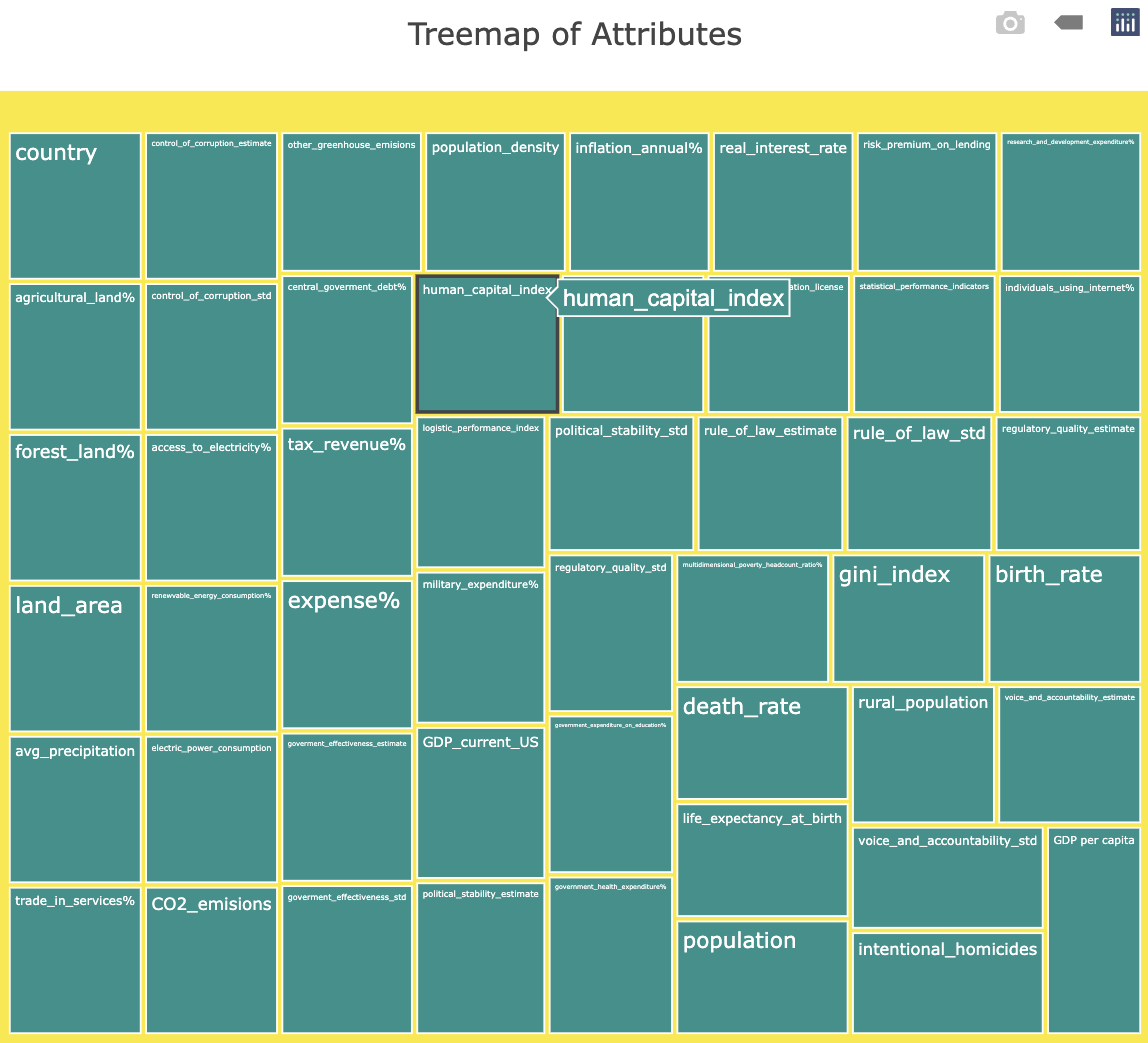 Treemap of Attributes
country
control_of_corruption_estimate
other_greenhouse_emisions
population_density
inflation_annual%
real_interest_rate
risk_premium_on_lending
research_and_development_expenditure%
agricultural_land%
control_of_corruption_std
central_goverment_debt%
human_capital_index
human_capital_index
ation_license
statistical_performance_indicators
individuals_using_internet%
forest_land%
access_to_electricity%
tax_revenue%
logistic_performance_index
political_stability_std
rule_of_law_estimate
rule_of_law_std
regulatory_quality_estimate
land_area
renewvable_energy_consumption%
expense%
military_expenditure%
regulatory_quality_std
multidimensional_poverty_headcount_ratio%
gini_index
birth_rate
death_rate
rural_population
voice_and_accountability_estimate
avg_precipitation
electric_power_consumption
goverment_effectiveness_estimate
GDP_current_US
government_expenditure_on_education%
life_expectancy_at_birth
voice_and_accountability_std
GDP per capita
trade_in_services%
CO2_emisions
goverment_effectiveness_std
political_stability_estimate
government_health_expenditure%
population
intentional_homicides